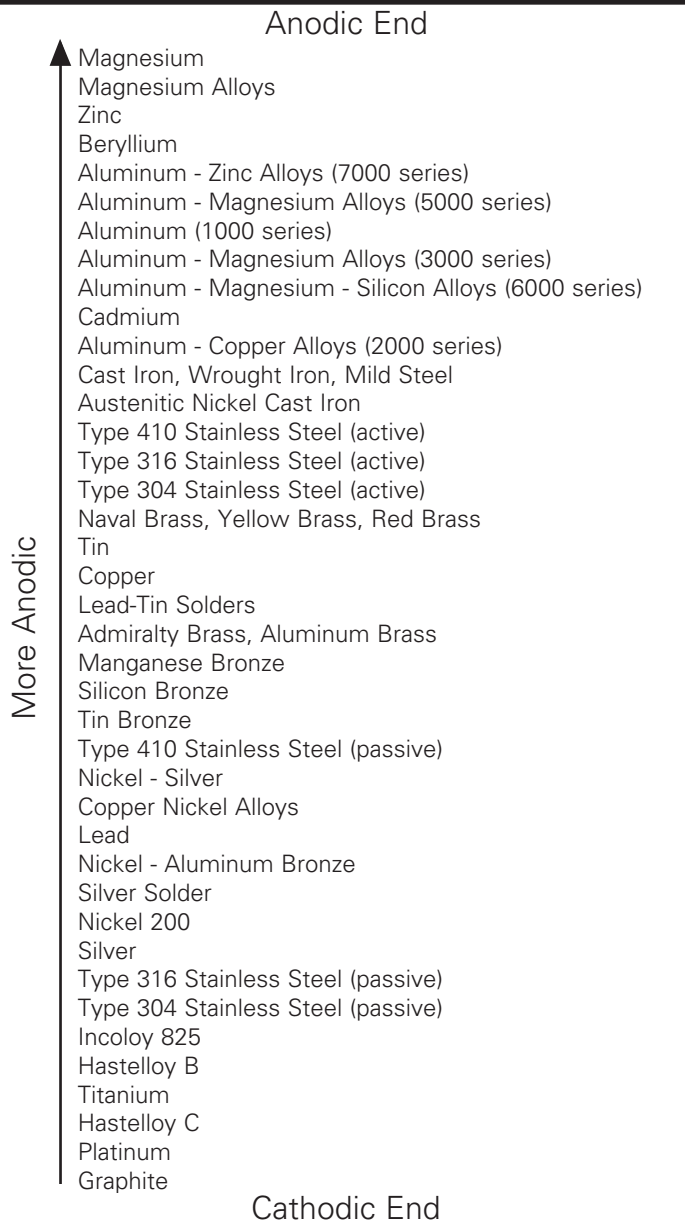 Anodic End
Magnesium
Magnesium Alloys
Zinc
Beryllium
Aluminum - Zinc Alloys (7000 series)
Aluminum - Magnesium Alloys (5000 series)
Aluminum (1000 series)
Aluminum - Magnesium Alloys (3000 series)
Aluminum - Magnesium - Silicon Alloys (6000 series)
Cadmium
Aluminum - Copper Alloys (2000 series)
Cast Iron, Wrought Iron, Mild Steel
Austenitic Nickel Cast Iron
Type 410 Stainless Steel (active)
Type 316 Stainless Steel (active)
Type 304 Stainless Steel (active)
Naval Brass, Yellow Brass, Red Brass
Tin
Copper
Lead-Tin Solders
Admiralty Brass, Aluminum Brass
Manganese Bronze
Silicon Bronze
Tin Bronze
Type 410 Stainless Steel (passive)
Nickel - Silver
Copper Nickel Alloys
Lead
Nickel - Aluminum Bronze
Silver Solder
Nickel 200
Silver
Type 316 Stainless Steel (passive)
Type 304 Stainless Steel (passive)
Incoloy 825
Hastelloy B
Titanium
Hastelloy C
Platinum
Graphite
Cathodic End
More Anodic